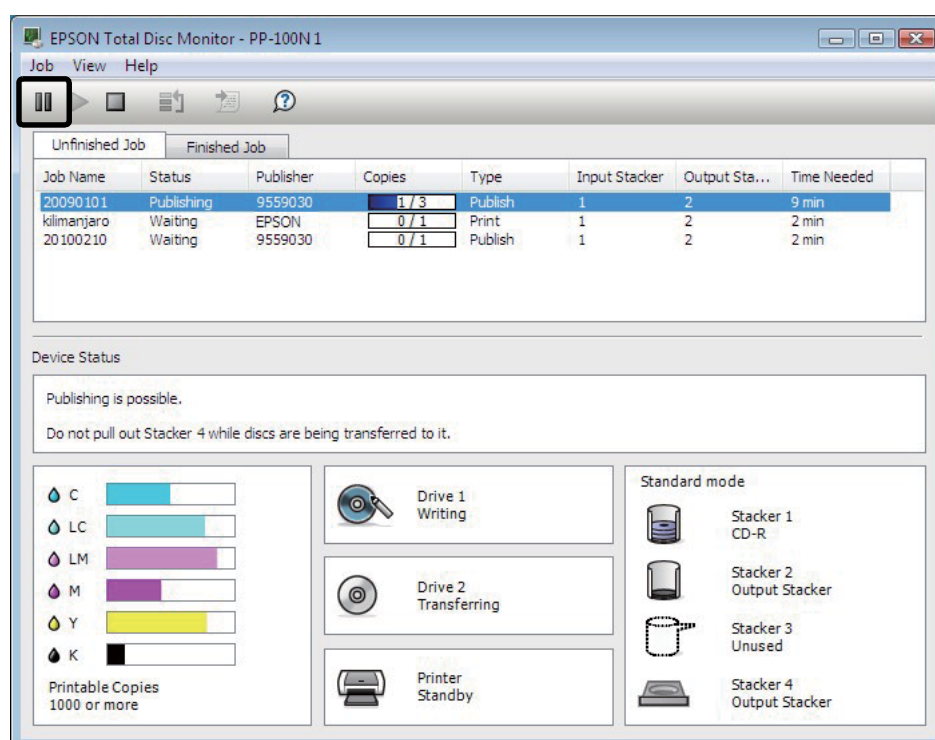 EPSON Total Disc Monitor - PP-100N 1
Job View Help
Unfinished Job Finished Job
Job Name Status Publisher Copies Type Input Stacker Output Sta... Time Needed
20090101 Publishing 9559030 1 / 3 Publish 1 2 9 min
kilimanjaro Waiting EPSON 0 / 1 Print 1 2 2 min
20100210 Waiting 9559030 0 / 1 Publish 1 2 2 min
Device Status
Publishing is possible.
Do not pull out Stacker 4 while discs are being transferred to it.
C
LC
LM
M
Y
K
Printable Copies
1000 or more
Drive 1
Writing
Drive 2
Transferring
Printer
Standby
Standard mode
Stacker 1
CD-R
Stacker 2
Output Stacker
Stacker 3
Unused
Stacker 4
Output Stacker